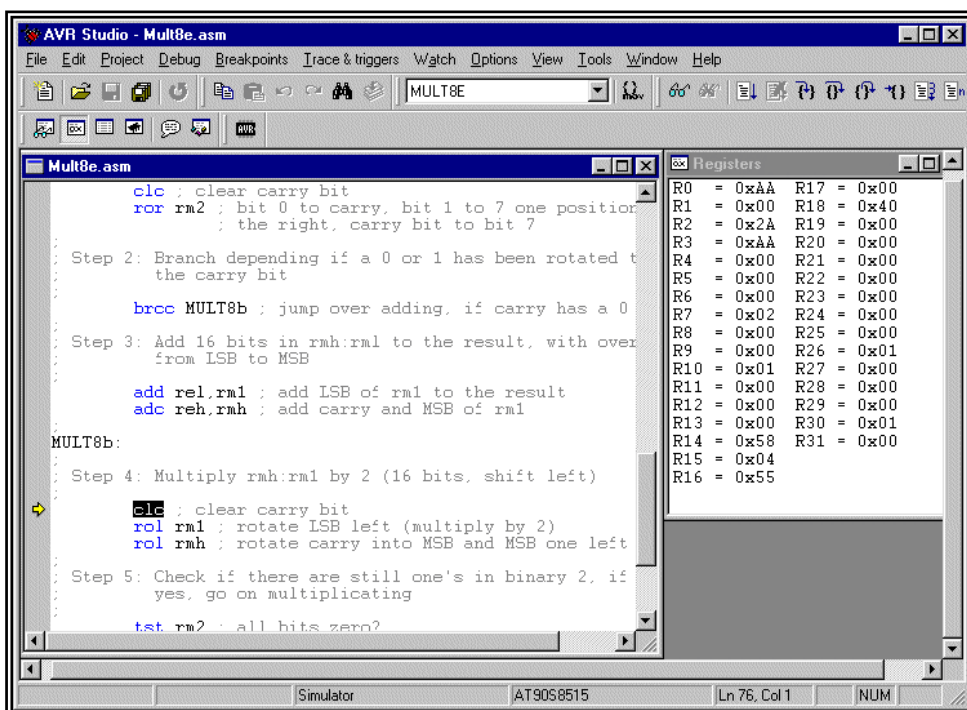 AVR Studio - Mult8e.asm
File Edit Project Debug Breakpoints Trace & triggers Watch Options View Tools Window Help
MULT8E
AVR
Mult8e.asm
clc ; clear carry bit
ror rm2 ; bit 0 to carry, bit 1 to 7 one position
; the right, carry bit to bit 7
;
; Step 2: Branch depending if a 0 or 1 has been rotated t
; the carry bit
;
brcc MULT8b ; jump over adding, if carry has a 0
;
; Step 3: Add 16 bits in rmh:rml to the result, with over
; from LSB to MSB
;
add rel,rm1 ; add LSB of rm1 to the result
adc reh,rmh ; add carry and MSB of rm1
;
MULT8b:
;
; Step 4: Multiply rmh:rm1 by 2 (16 bits, shift left)
;
clc ; clear carry bit
rol rm1 ; rotate LSB left (multiply by 2)
rol rmh ; rotate carry into MSB and MSB one left
;
; Step 5: Check if there are still one's in binary 2, if
; yes, go on multiplicating
;
tst rm2 ; all bits zero?
Registers
R0 = 0xAA R17 = 0x00
R1 = 0x00 R18 = 0x40
R2 = 0x2A R19 = 0x00
R3 = 0xAA R20 = 0x00
R4 = 0x00 R21 = 0x00
R5 = 0x00 R22 = 0x00
R6 = 0x00 R23 = 0x00
R7 = 0x02 R24 = 0x00
R8 = 0x00 R25 = 0x00
R9 = 0x00 R26 = 0x01
R10 = 0x01 R27 = 0x00
R11 = 0x00 R28 = 0x00
R12 = 0x00 R29 = 0x00
R13 = 0x00 R30 = 0x01
R14 = 0x58 R31 = 0x00
R15 = 0x04
R16 = 0x55
Simulator AT90S8515 Ln 76, Col 1 NUM